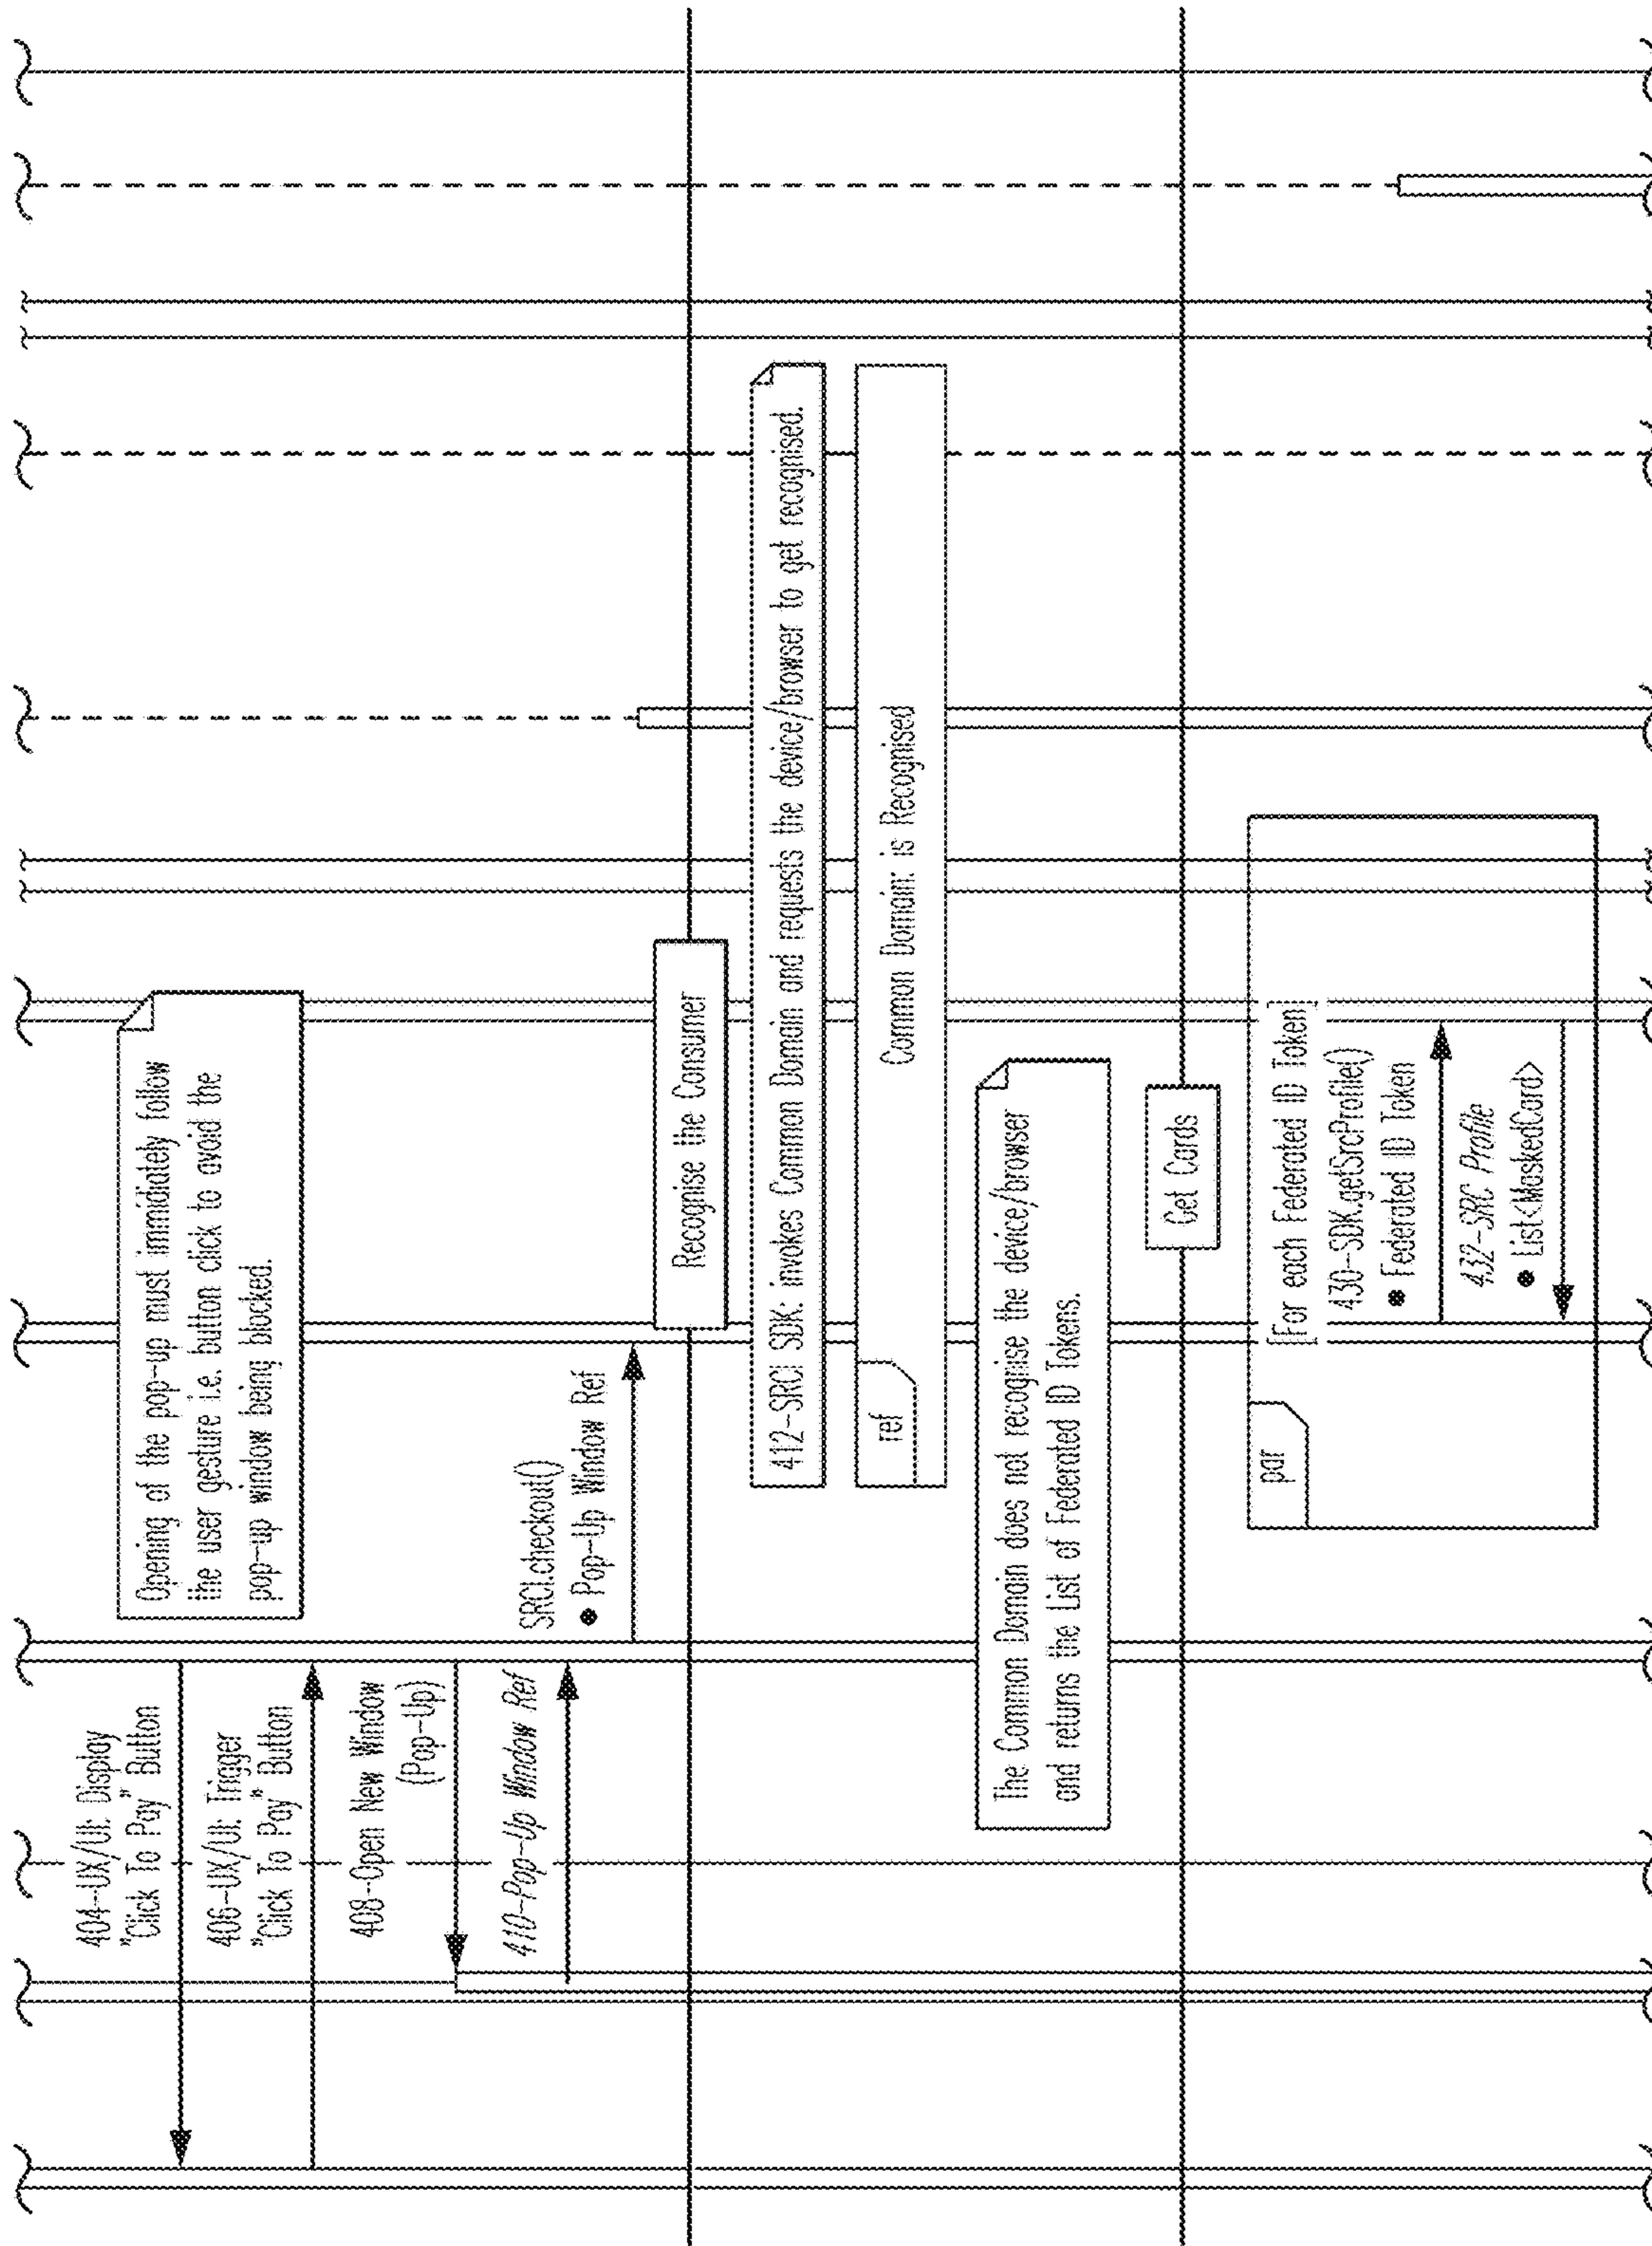 404-UX/UI: Display
"Click To Pay" Button
Opening of the pop-up must immidiately follow
the user gesture i.e. button click to avoid the
pop-up window being blocked.
406-UX/UI: Trigger
"Click To Pay" Button
408-Open New Window
(Pop-Up)
410-Pop-Up Window Ref
SRCI.checkout()
● Pop-Up Window Ref
Recognise the Consumer
412-SRCI SDK: invokes Common Domain and requests the device/browser to get recognised.
ref
Common Domain: is Recognised
The Common Domain does not recognise the device/browser
and returns the List of Federated ID Tokens.
Get Cards
par
[For each Federated ID Token]
430-SDK.getSrcProfile()
● Federated ID Token
432-SRC Profile
● List<MaskedCard>